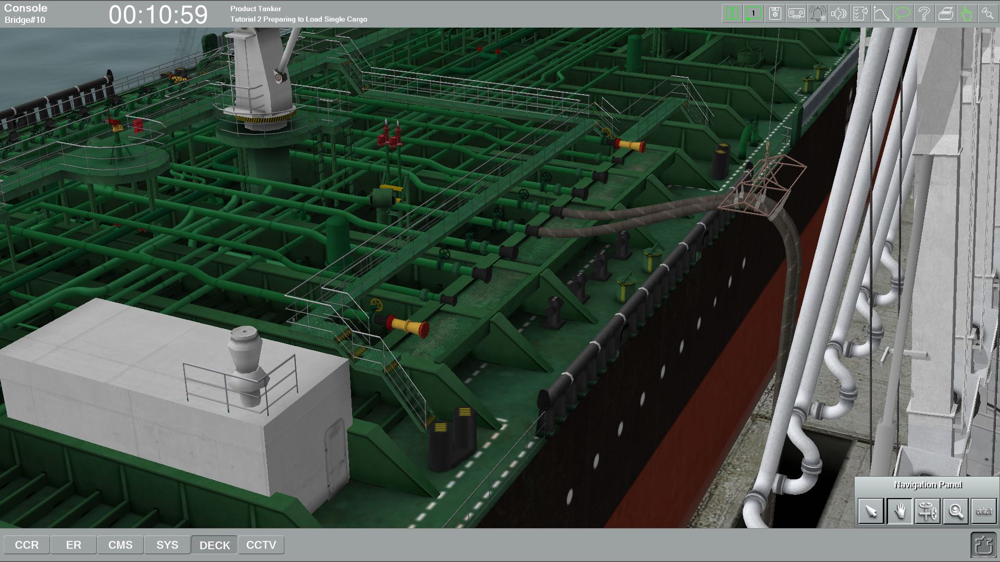 Console
Bridge#10
00:10:59
Product Tanker
Tutorial 2 Preparing to Load Single Cargo
1
Navigation Panel
default
CCR
ER
CMS
SYS
DECK
CCTV